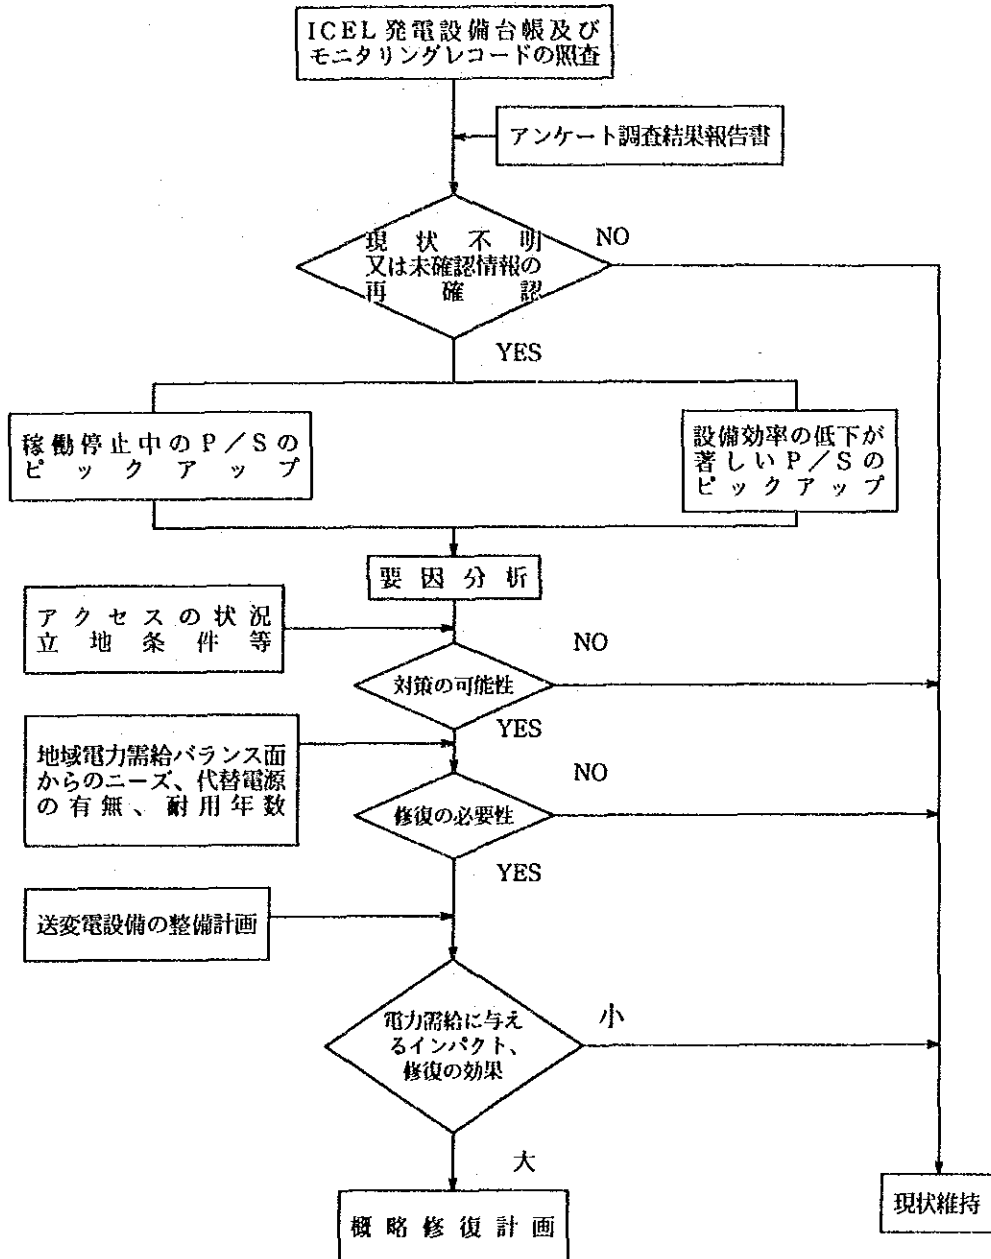 ICEL発電設備台帳及び
モニタリングレコードの照査
アンケート調査結果報告書
現状不明
又は未確認情報の
再確認
NO
YES
稼働停止中のP/Sの
ピックアップ
設備効率の低下が
著しいP/Sの
ピックアップ
要因分析
アクセスの状況
立地条件等
NO
対策の可能性
YES
地域電力需給バランス面
からのニーズ、代替電源
の有無、耐用年数
NO
修復の必要性
YES
送変電設備の整備計画
電力需給に与え
るインパクト、
修復の効果
小
大
概略修復計画
現状維持